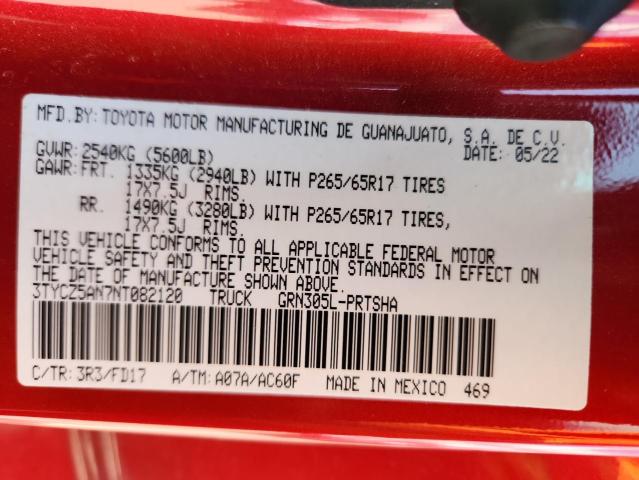 MFD.BY:TOYOTA MOTOR MANUFACTURING DE GUANAJUATO, S.A. DE C.V.
GVWR:2540KG (5600LB) DATE: 05/22
GAWR:FRT. 1335KG (2940LB) WITH P265/65R17 TIRES
17X7.5J RIMS.
RR. 1490KG (3280LB) WITH P265/65R17 TIRES,
17X7.5J RIMS.
THIS VEHICLE CONFORMS TO ALL APPLICABLE FEDERAL MOTOR
VEHICLE SAFETY AND THEFT PREVENTION STANDARDS IN EFFECT ON
THE DATE OF MANUFACTURE SHOWN ABOVE.
3TYCZ5AN7NT082120 TRUCK GRN305L-PRTSHA
C/TR:3R3/FD17 A/TM:A07A/AC60F MADE IN MEXICO 469